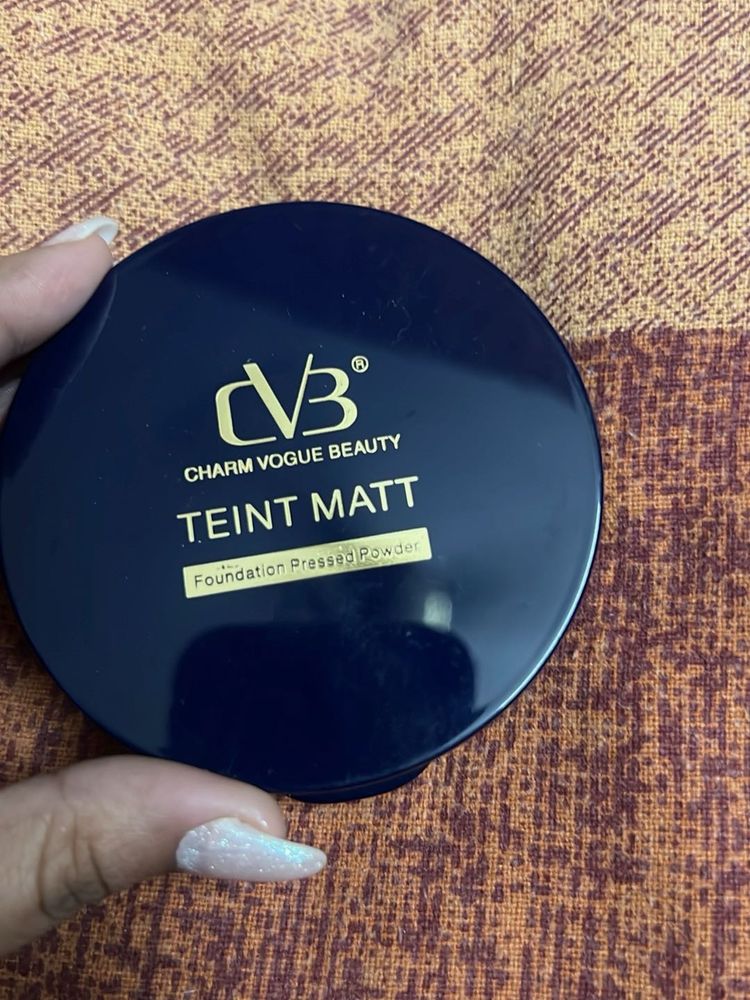 CVB®
CHARM VOGUE BEAUTY
TEINT MATT
Foundation Pressed Powder